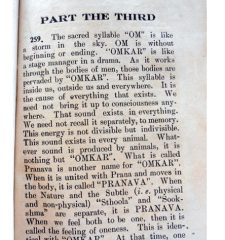 PART THE THIRD
259. The sacred syllable "OM" is like
a storm in the sky. OM is without
beginning or ending. "OMKAR" is like
a stage manager in a drama. As it works
through the bodies of men, those bodies are
pervaded with "OMKAR". This syllable is
inside us, outside us and everywhere. It is
the cause of everything that exists. We
need not bring it up to consciousness any-
where. That sound exists in everything.
We need not recall it separately, to memory.
This energy is not divisible but indivisible.
This sound exists in every animal. What-
ever sound is produced by animals, it is
nothing but "OMKAR". What is called
Pranava is another name for "OMKAR".
When it is united with Prana and moves in
the body, it is called "PRANAVA". When
the Nature and the Subtle (i. e. physical
and non-physical) "Sthools" and "Sook-
shma" are separate, it is PRANAVA.
When we feel both to be one, then it is
called the feeling of oneness. This is iden-
tical with "OMKAR". At that time, one